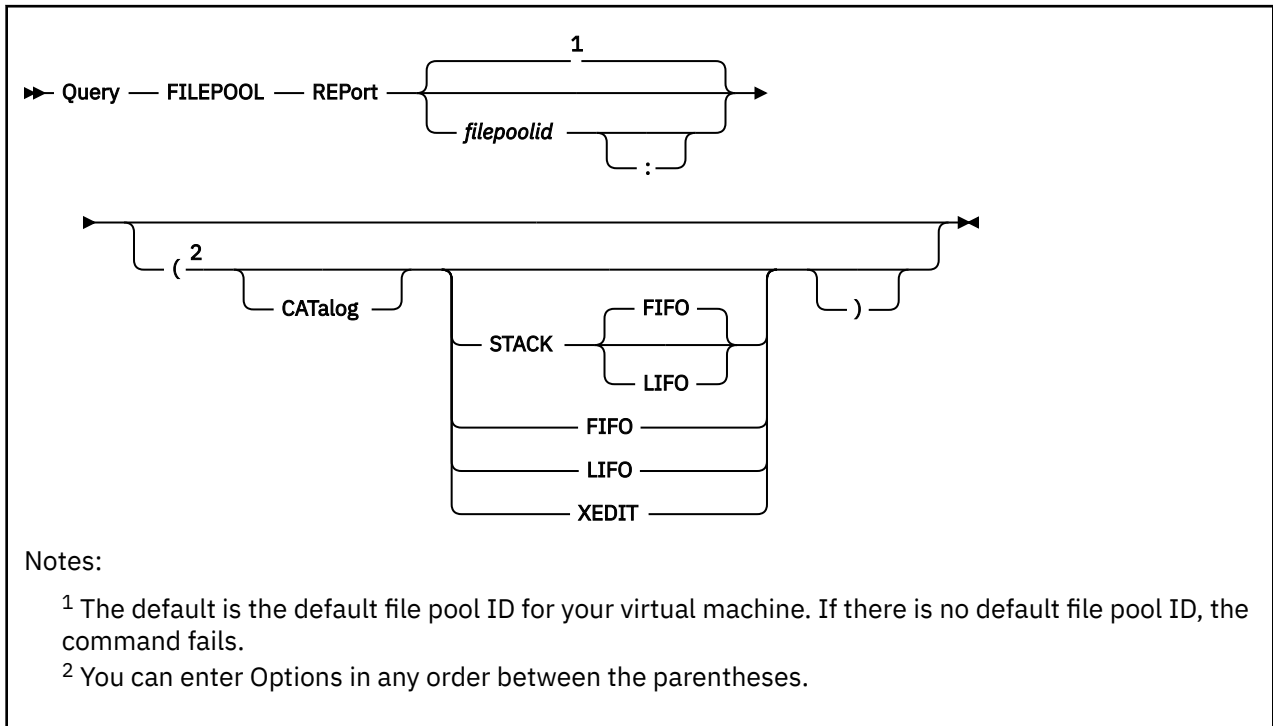 1
Query FILEPOOL REPort
filepoolid
:
( 2
CATalog
STACK
FIFO
LIFO
FIFO
LIFO
XEDIT
)
Notes:
1 The default is the default file pool ID for your virtual machine. If there is no default file pool ID, the
command fails.
2 You can enter Options in any order between the parentheses.